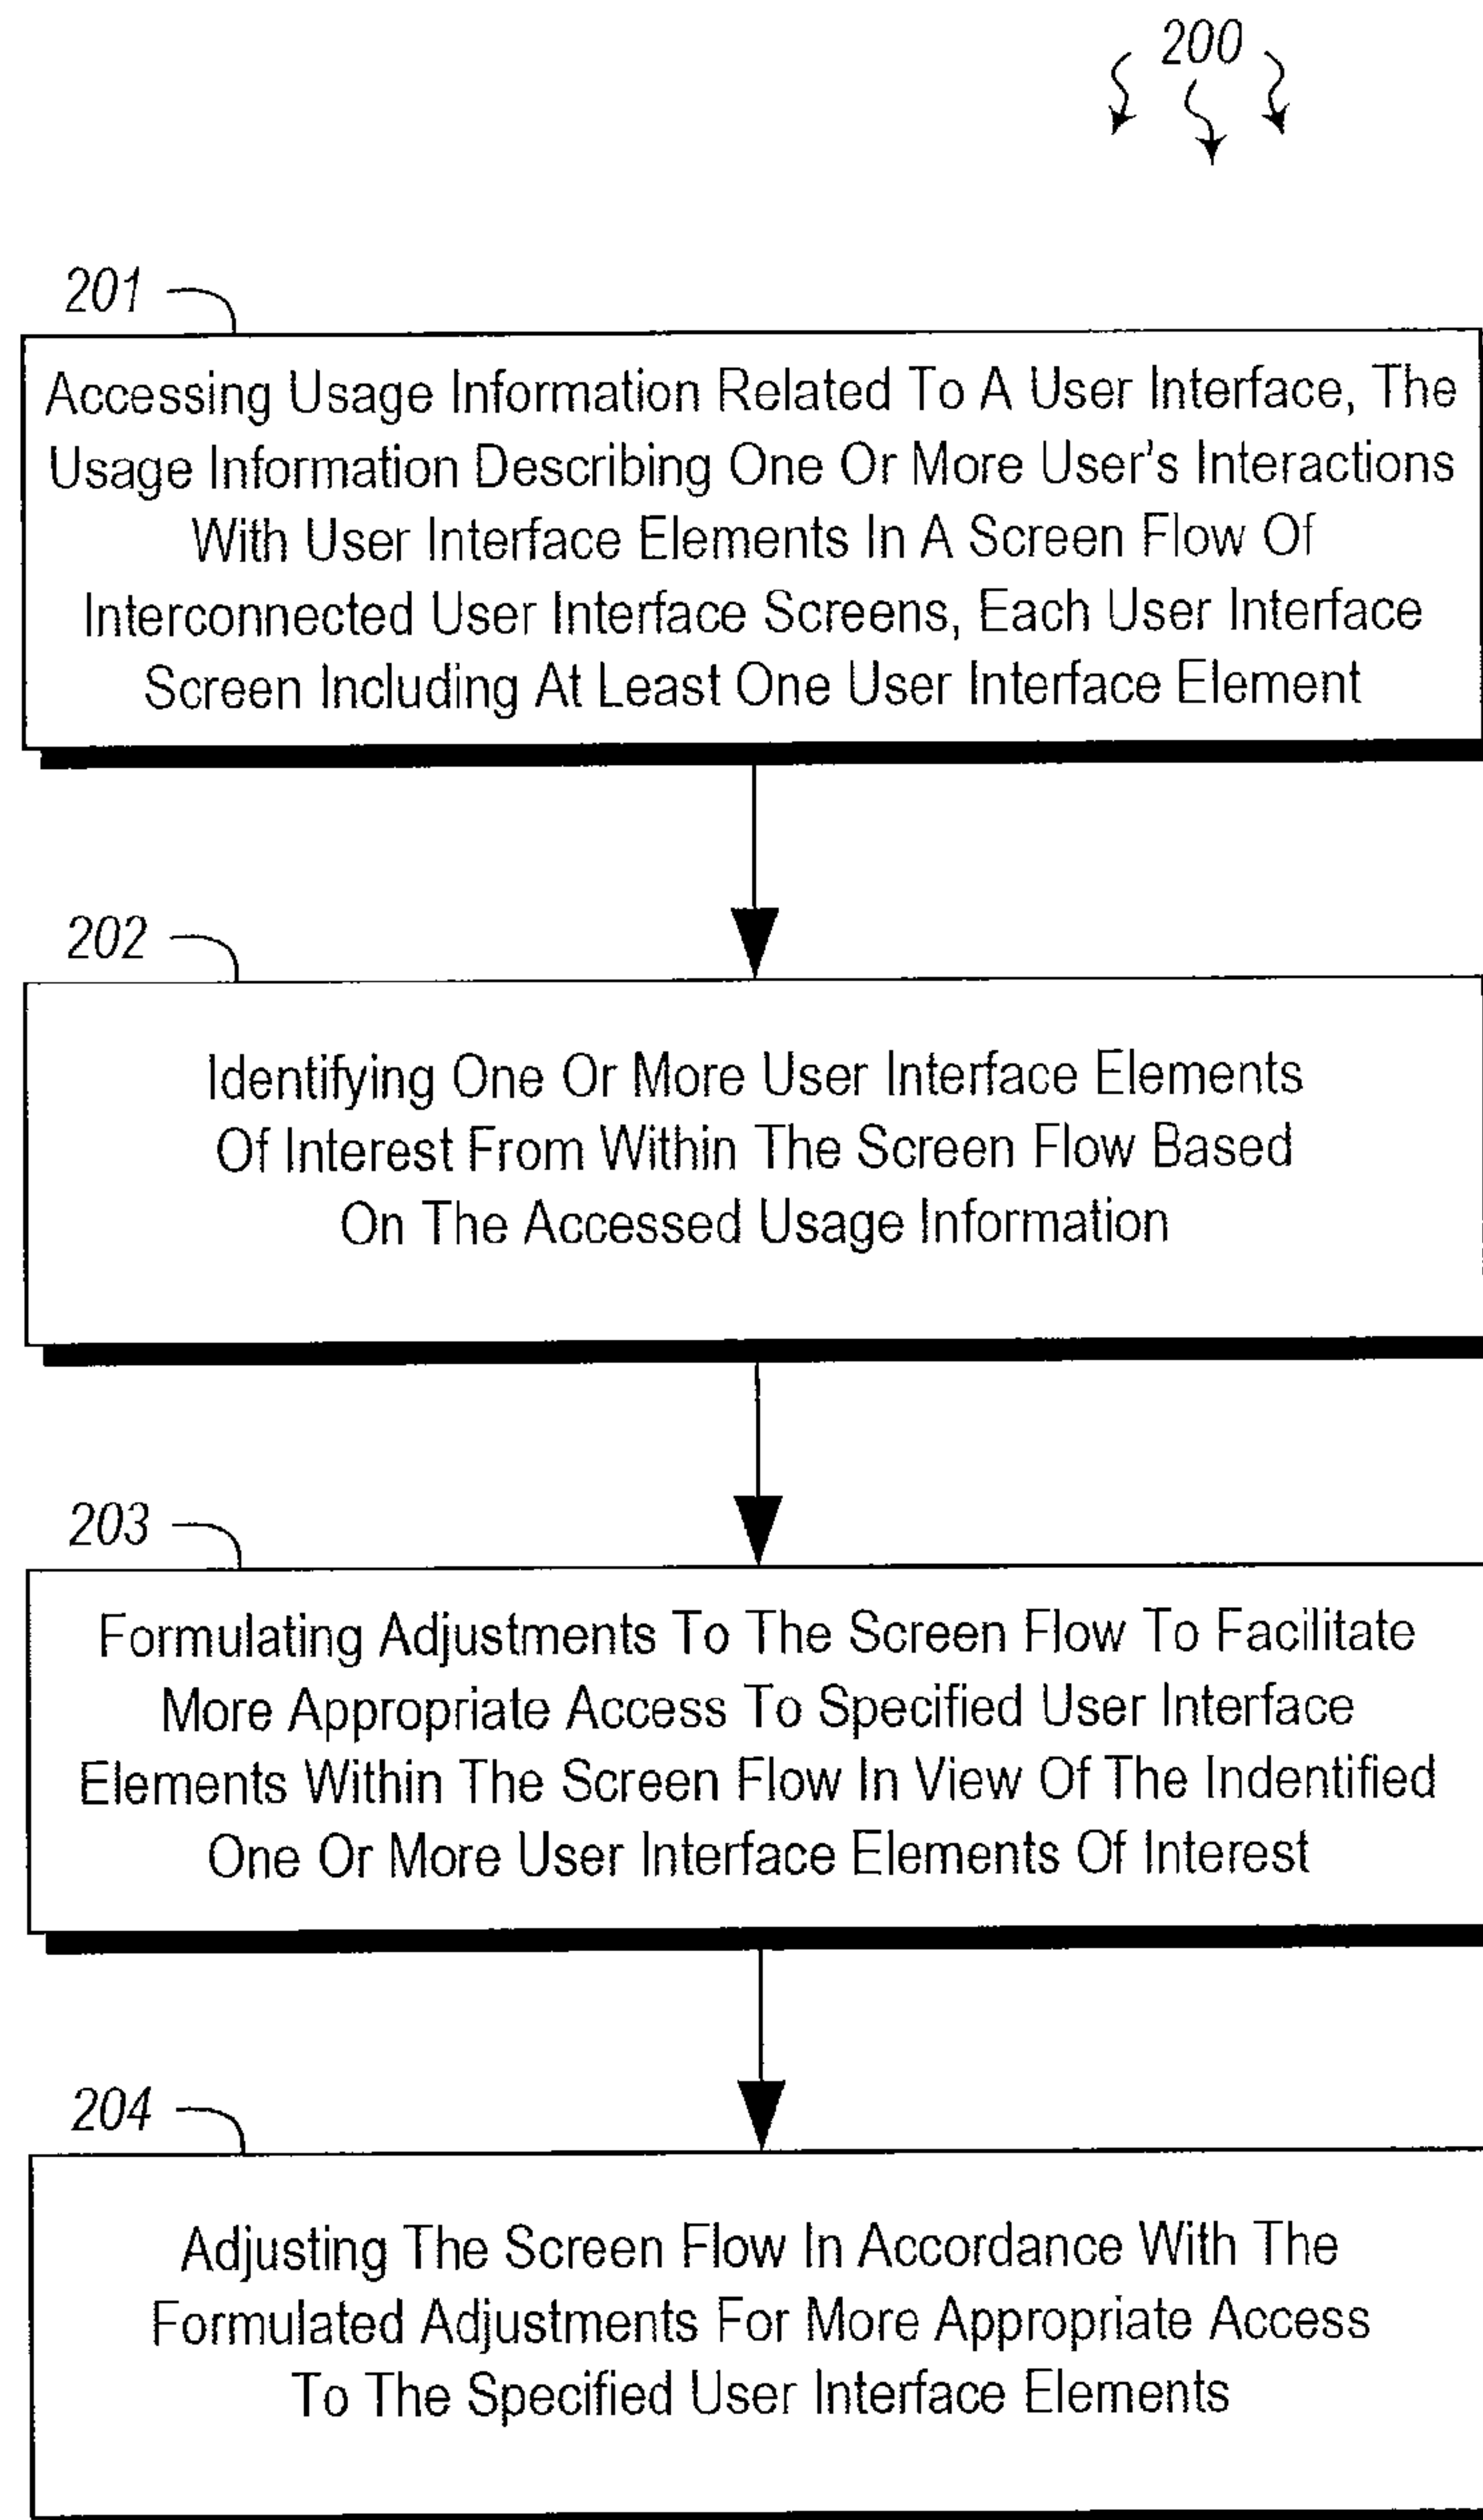 200
201
Accessing Usage Information Related To A User Interface, The
Usage Information Describing One Or More User's Interactions
With User Interface Elements In A Screen Flow Of
Interconnected User Interface Screens, Each User Interface
Screen Including At Least One User Interface Element
202
Identifying One Or More User Interface Elements
Of Interest From Within The Screen Flow Based
On The Accessed Usage Information
203
Formulating Adjustments To The Screen Flow To Facilitate
More Appropriate Access To Specified User Interface
Elements Within The Screen Flow In View Of The Indentified
One Or More User Interface Elements Of Interest
204
Adjusting The Screen Flow In Accordance With The
Formulated Adjustments For More Appropriate Access
To The Specified User Interface Elements